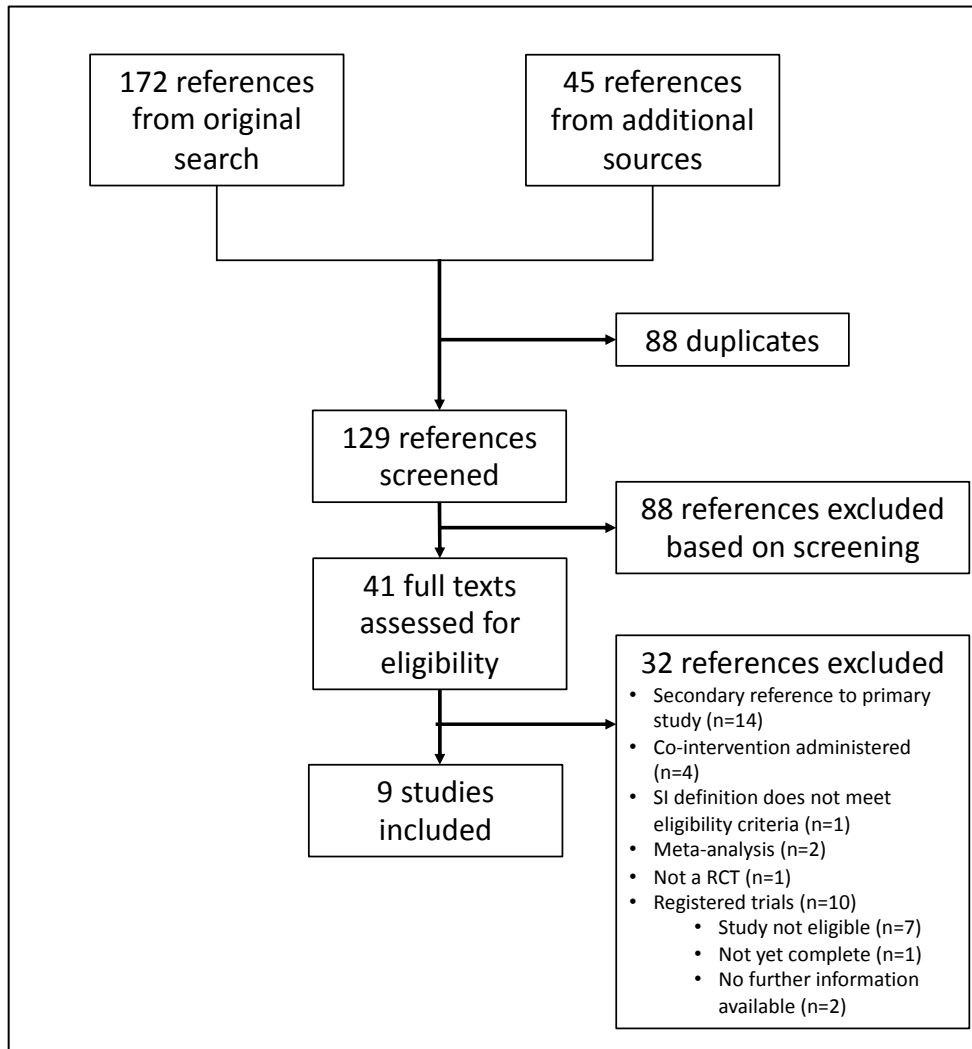 172 references
from original
search
45 references
from additional
sources
88 duplicates
129 references
screened
88 references excluded
based on screening
41 full texts
assessed for
eligibility
32 references excluded
• Secondary reference to primary
study (n=14)
• Co-intervention administered
(n=4)
• SI definition does not meet
eligibility criteria (n=1)
• Meta-analysis (n=2)
• Not a RCT (n=1)
• Registered trials (n=10)
• Study not eligible (n=7)
• Not yet complete (n=1)
• No further information
available (n=2)
9 studies
included